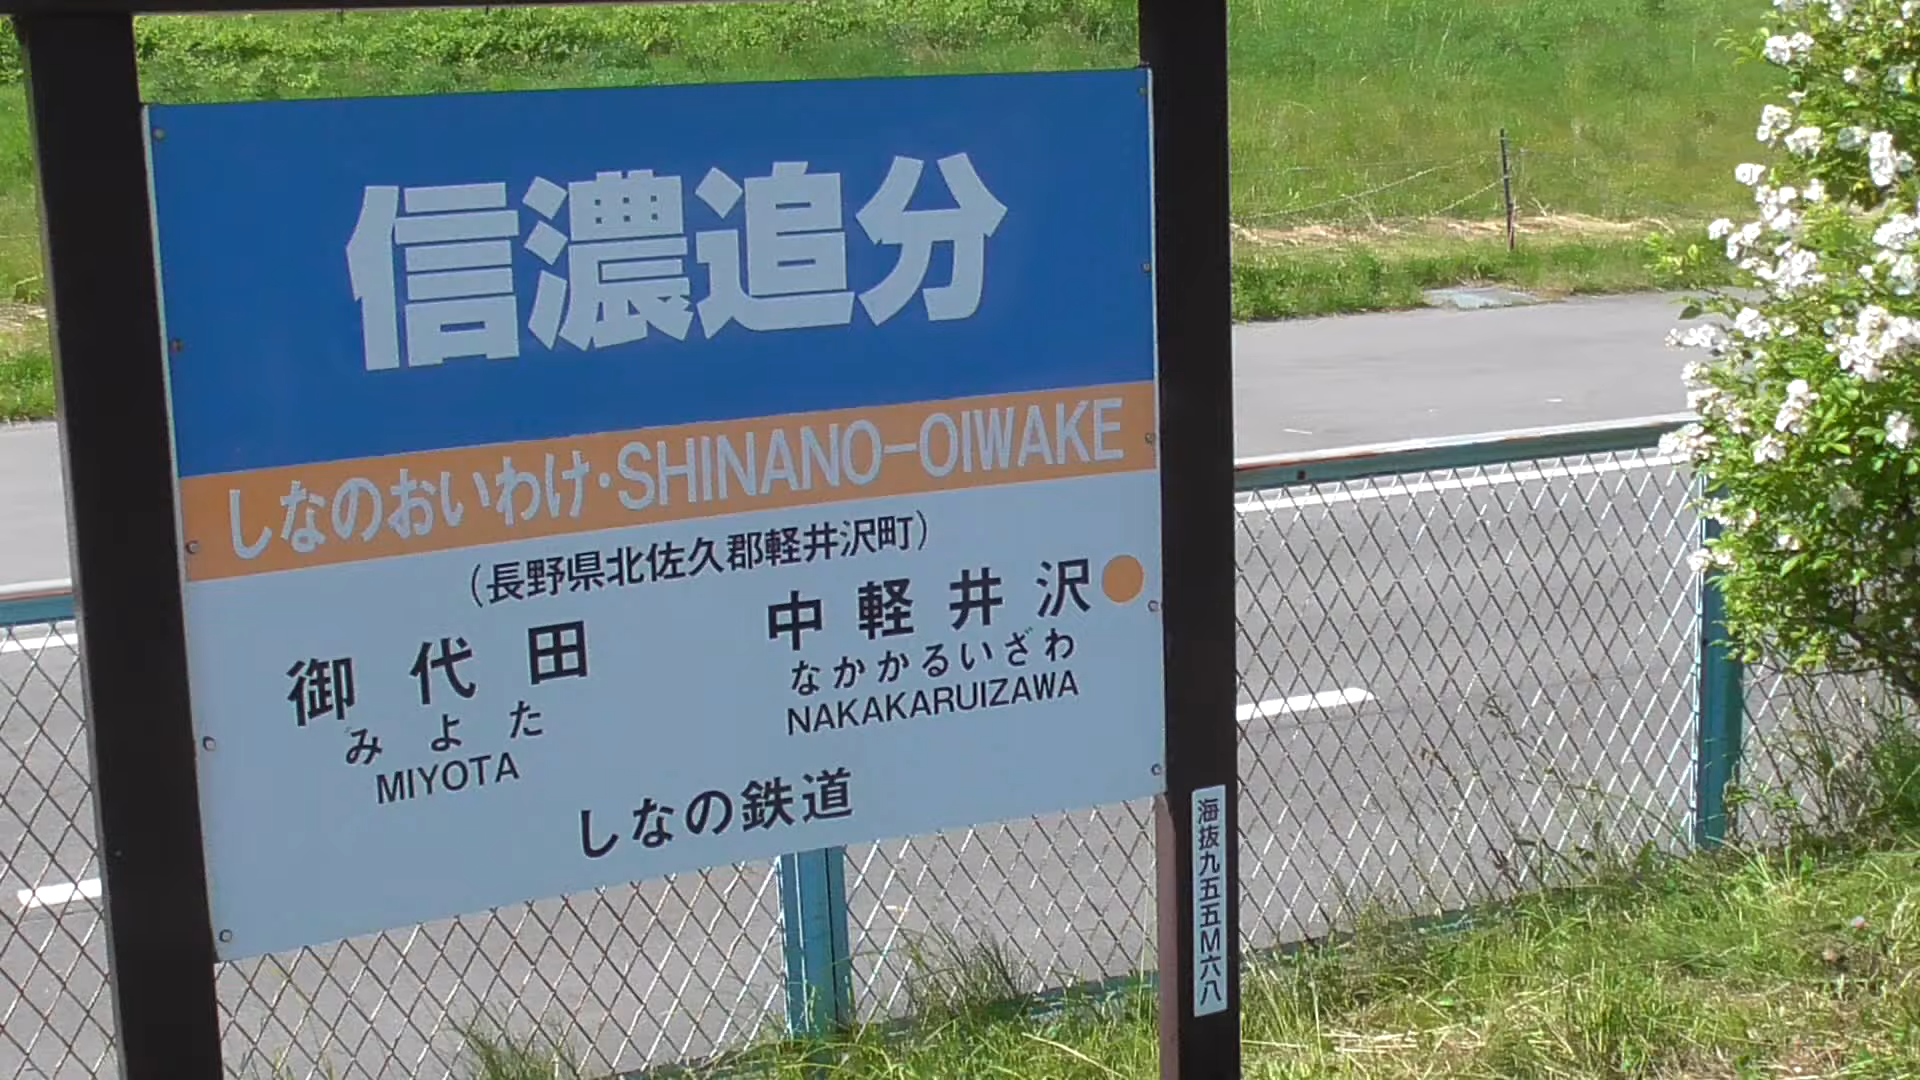 信濃追分
しなのおいわけ・SHINANO-OIWAKE
(長野県北佐久郡軽井沢町)
御代田
みよた
MIYOTA
中軽井沢
なかかるいざわ
NAKAKARUIZAWA
しなの鉄道
海抜九五五M六八